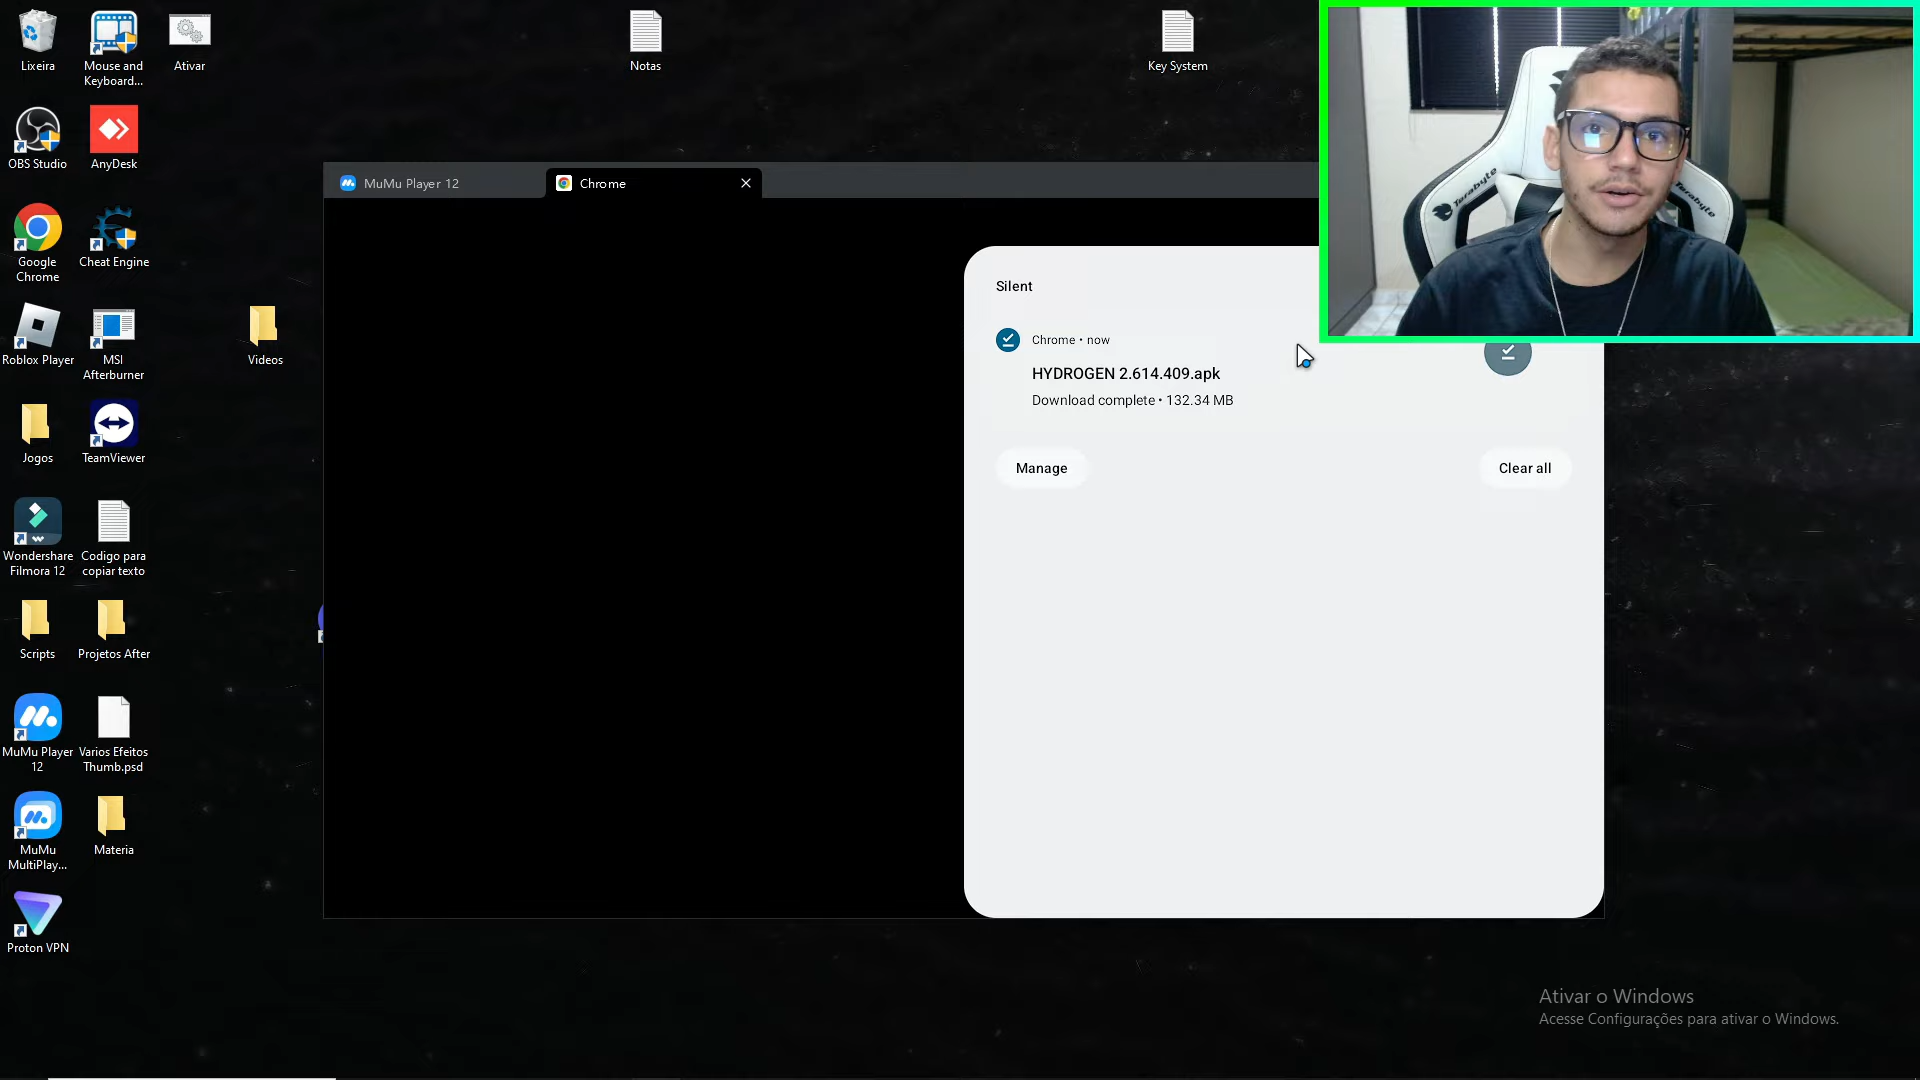 Lixeira
Mouse and
Keyboard...
Ativar
Notas
Key System
OBS Studio
AnyDesk
Google
Chrome
Cheat Engine
Roblox Player
MSI
Afterburner
Videos
Jogos
TeamViewer
Wondershare
Filmora 12
Codigo para
copiar texto
Scripts
Projetos After
MuMu Player
12
Varios Efeitos
Thumb.psd
MuMu
MultiPlay...
Materia
Proton VPN
MuMu Player 12
Chrome
Silent
Chrome • now
HYDROGEN 2.614.409.apk
Download complete • 132.34 MB
Manage
Clear all
Terabyte
Terabyte
Ativar o Windows
Acesse Configurações para ativar o Windows.